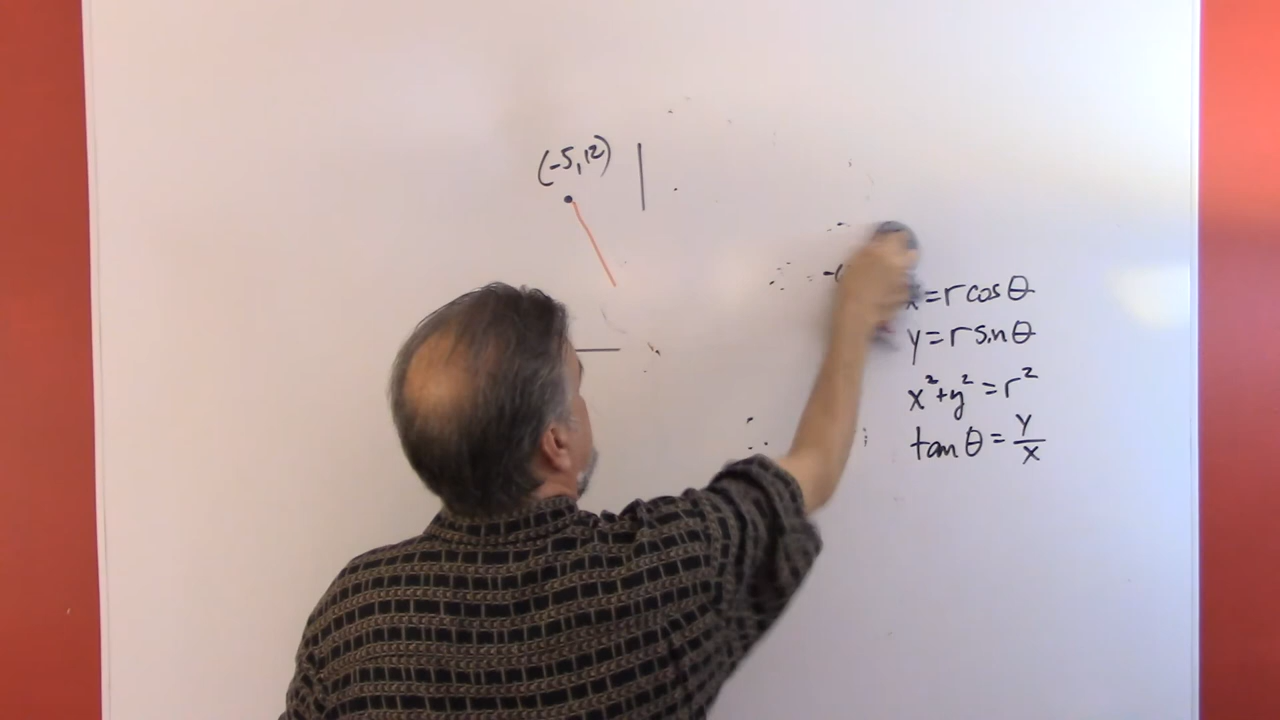 (-5,12)
x=r cos θ
y=r sin θ
x²+y²=r²
tan θ=y/x